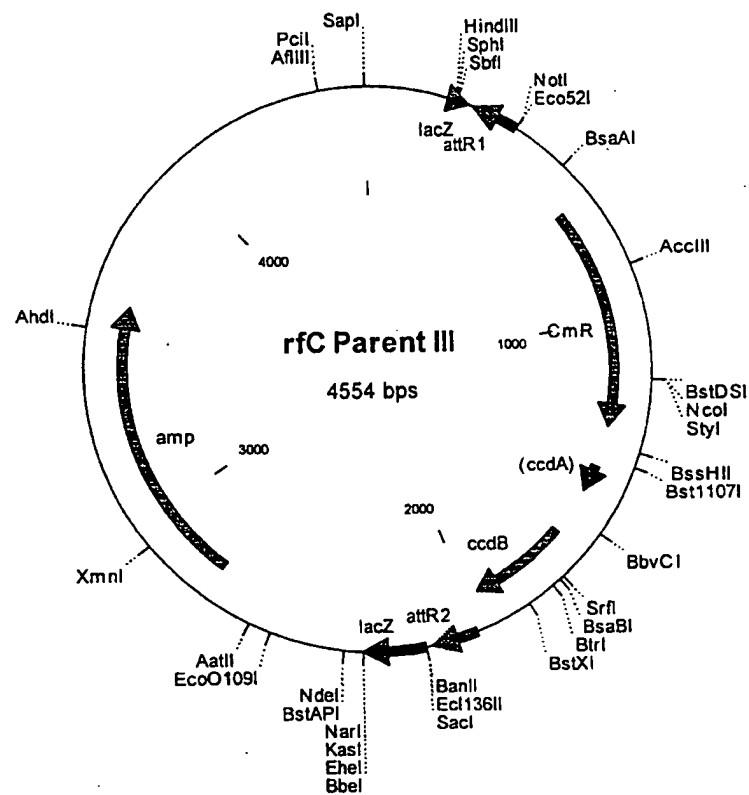 SapI
HindIII
SphI
SbfI
PciI
AflIII
NotI
Eco52I
lacZ
attR1
BsaAI
4000
AccIII
AhdI
rfC Parent III
1000
CmR
4554 bps
BstDSI
NcoI
StyI
amp
3000
(ccdA)
BssHII
Bst1107I
2000
ccdB
BbvCI
XmnI
SrfI
BsaBI
BtrI
BstXI
lacZ
attR2
AatII
EcoO109I
NdeI
BstAPI
NarI
KasI
EheI
BbeI
BanII
Ecl136II
SacI